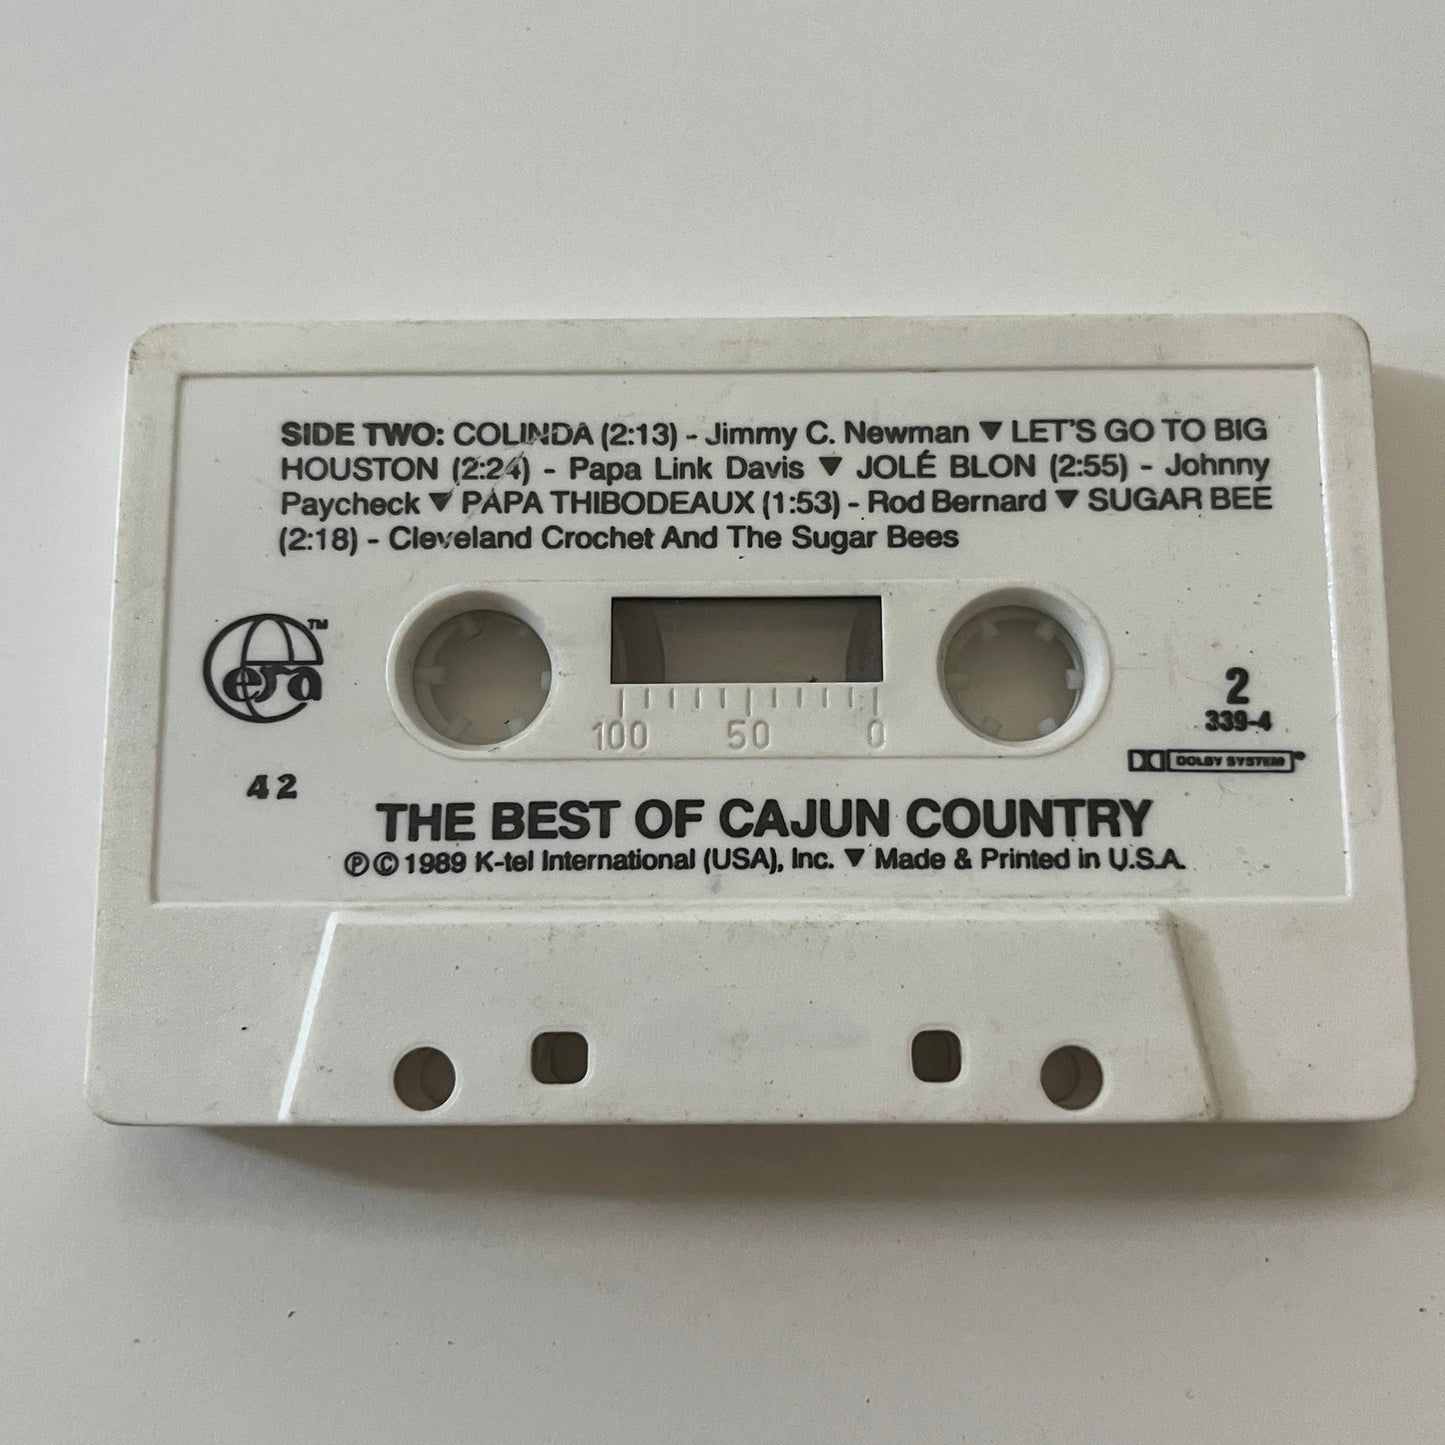 SIDE TWO: COLINDA (2:13) - Jimmy C. Newman ▼ LET'S GO TO BIG
HOUSTON (2:24) - Papa Link Davis ▼ JOLÉ BLON (2:55) - Johnny
Paycheck ▼ PAPA THIBODEAUX (1:53) - Rod Bernard ▼ SUGAR BEE
(2:18) - Cleveland Crochet And The Sugar Bees
era TM
100 50 0
2
339-4
DOLBY SYSTEM
42
THE BEST OF CAJUN COUNTRY
℗ © 1989 K-tel International (USA), Inc. ▼ Made & Printed in U.S.A.